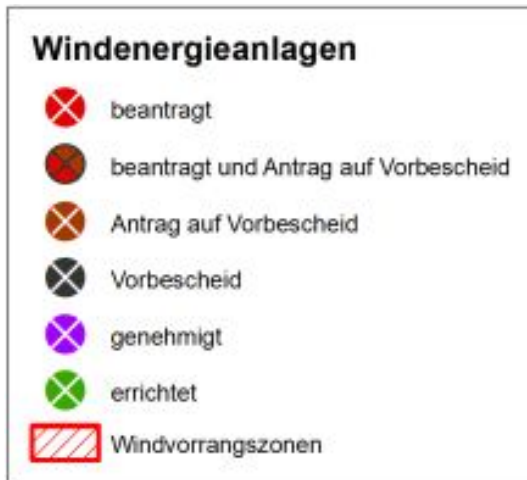 Windenergieanlagen
beantragt
beantragt und Antrag auf Vorbescheid
Antrag auf Vorbescheid
Vorbescheid
genehmigt
errichtet
Windvorrangszonen